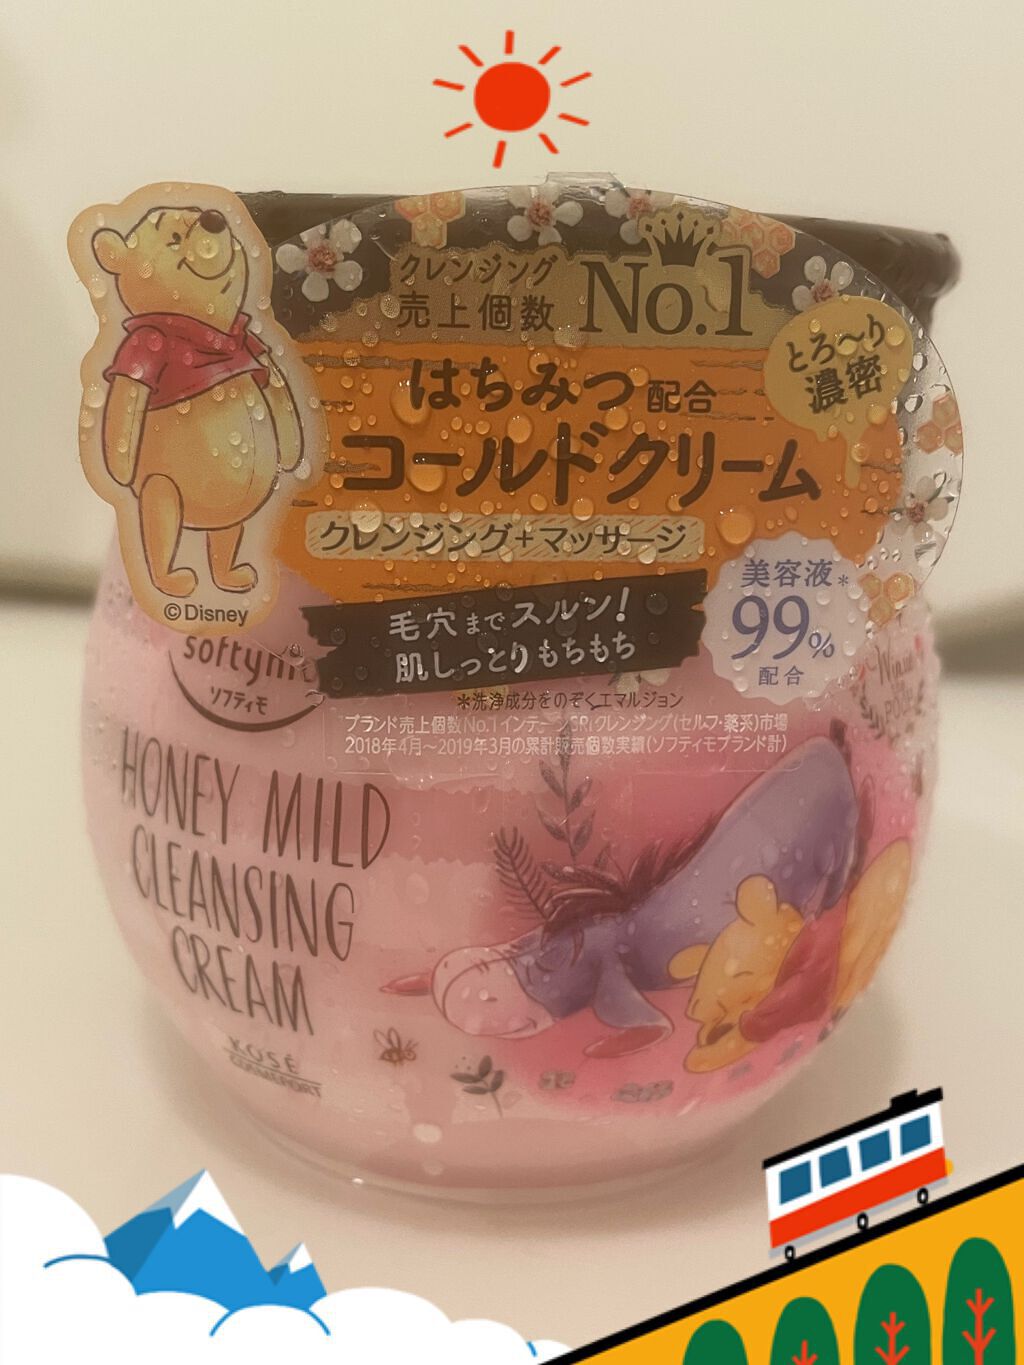 クレンジング
売上個数 No.1
とろ〜り
濃密
はちみつ配合
コールドクリーム
クレンジング+マッサージ
美容液*
99%
配合
毛穴までスルン!
肌しっとりもちもち
©Disney
softymo
ソフティモ
*洗浄成分をのぞくエマルジョン
ブランド売上個数No.1インテージSRIクレンジング(セルフ・薬系)市場
2018年4月〜2019年3月の累計販売個数実績(ソフティモブランド計)
HONEY MILD
CLEANSING
CREAM
KOSÉ
COSMEPORT